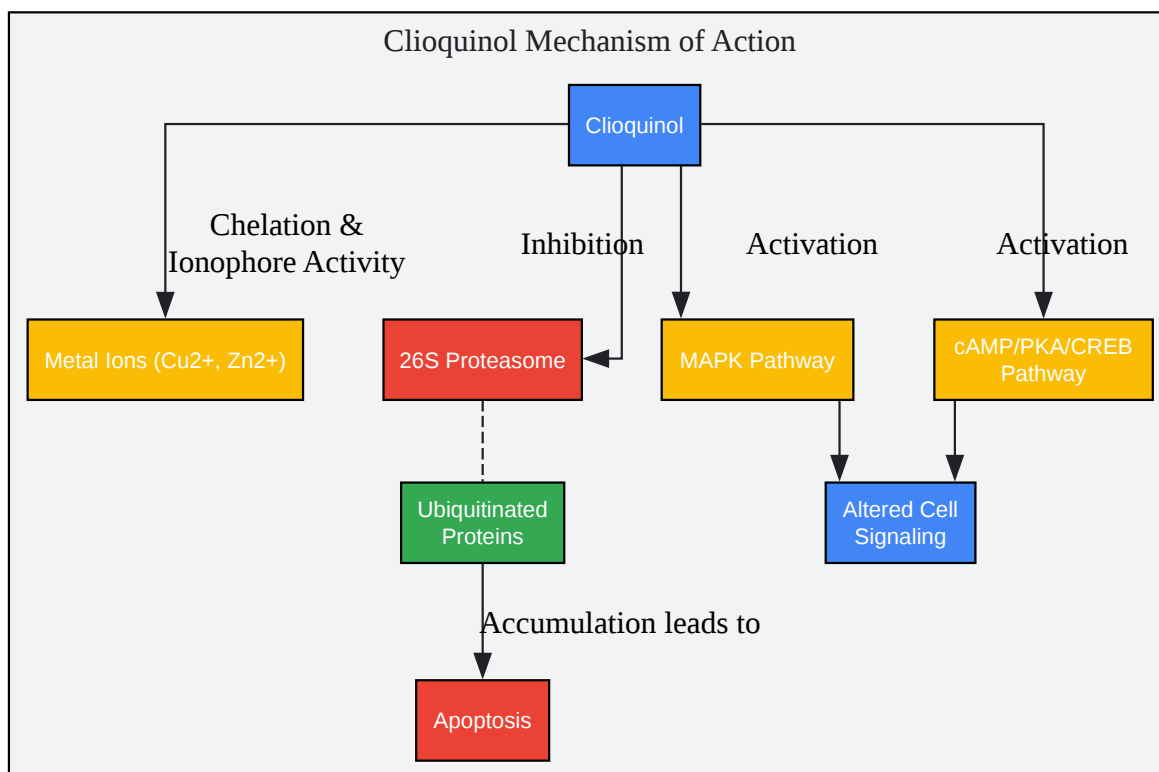 Clioquinol Mechanism of Action
Clioquinol
Chelation &
Ionophore Activity
Inhibition
Activation
Activation
Metal Ions (Cu2+, Zn2+)
26S Proteasome
MAPK Pathway
cAMP/PKA/CREB
Pathway
Ubiquitinated
Proteins
Altered Cell
Signaling
Accumulation leads to
Apoptosis